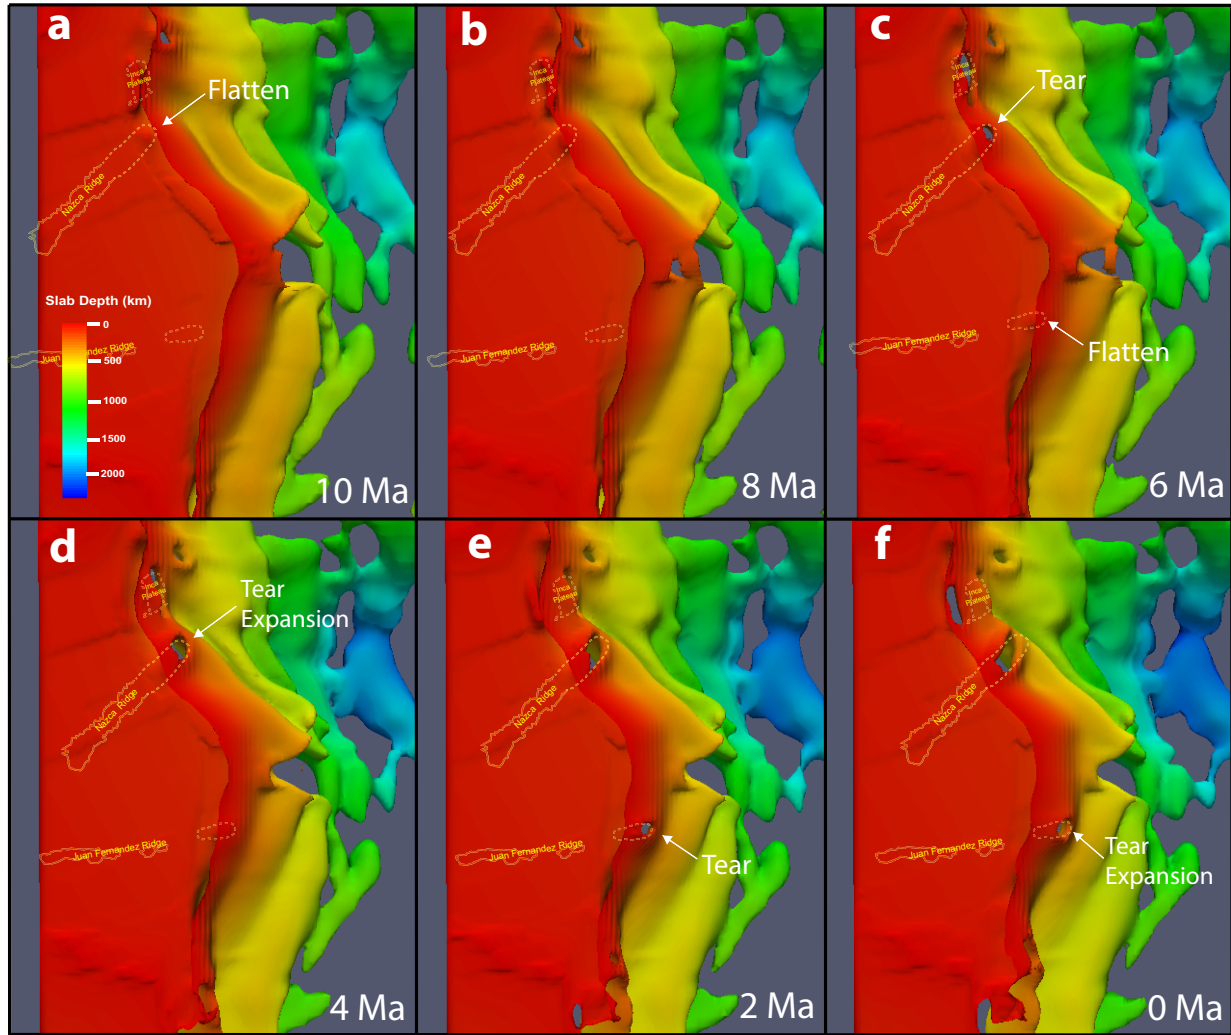 a
Inca
Plateau
Flatten
Nazca Ridge
Slab Depth (km)
0
500
1000
1500
2000
Juan Fernandez Ridge
10 Ma
b
Inca
Plateau
Nazca Ridge
Juan Fernandez Ridge
8 Ma
c
Inca
Plateau
Tear
Nazca Ridge
Juan Fernandez Ridge
Flatten
6 Ma
d
Inca
Plateau
Tear
Expansion
Nazca Ridge
Juan Fernandez Ridge
4 Ma
e
Inca
Plateau
Nazca Ridge
Juan Fernandez Ridge
Tear
2 Ma
f
Inca
Plateau
Nazca Ridge
Juan Fernandez Ridge
Tear
Expansion
0 Ma